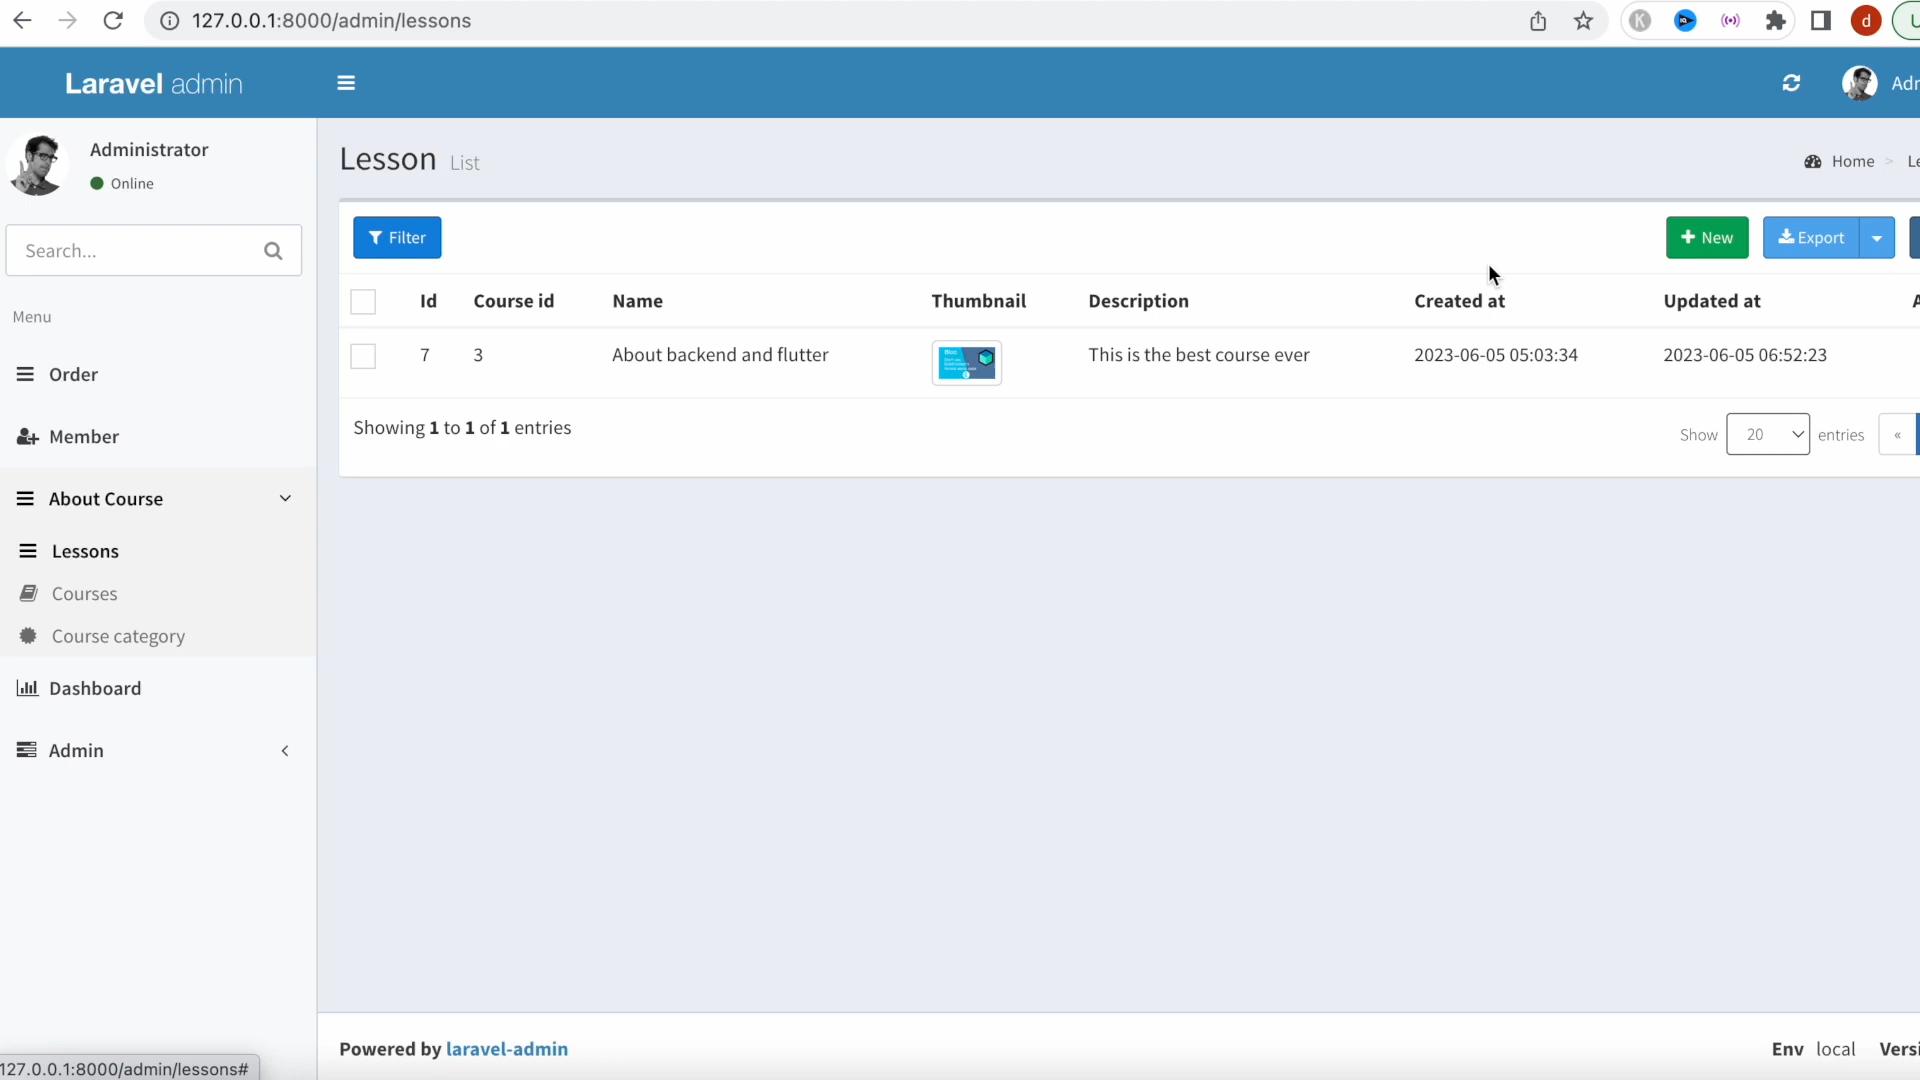 127.0.0.1:8000/admin/lessons
K
d
Laravel admin
Administrator
Online
Search...
Menu
Order
Member
About Course
Lessons
Courses
Course category
Dashboard
Admin
Lesson List
Home >
Filter
New
Export
Id Course id Name Thumbnail Description Created at Updated at
7 3 About backend and flutter This is the best course ever 2023-06-05 05:03:34 2023-06-05 06:52:23
Showing 1 to 1 of 1 entries
Show 20 entries «
Powered by laravel-admin
Env local
127.0.0.1:8000/admin/lessons#